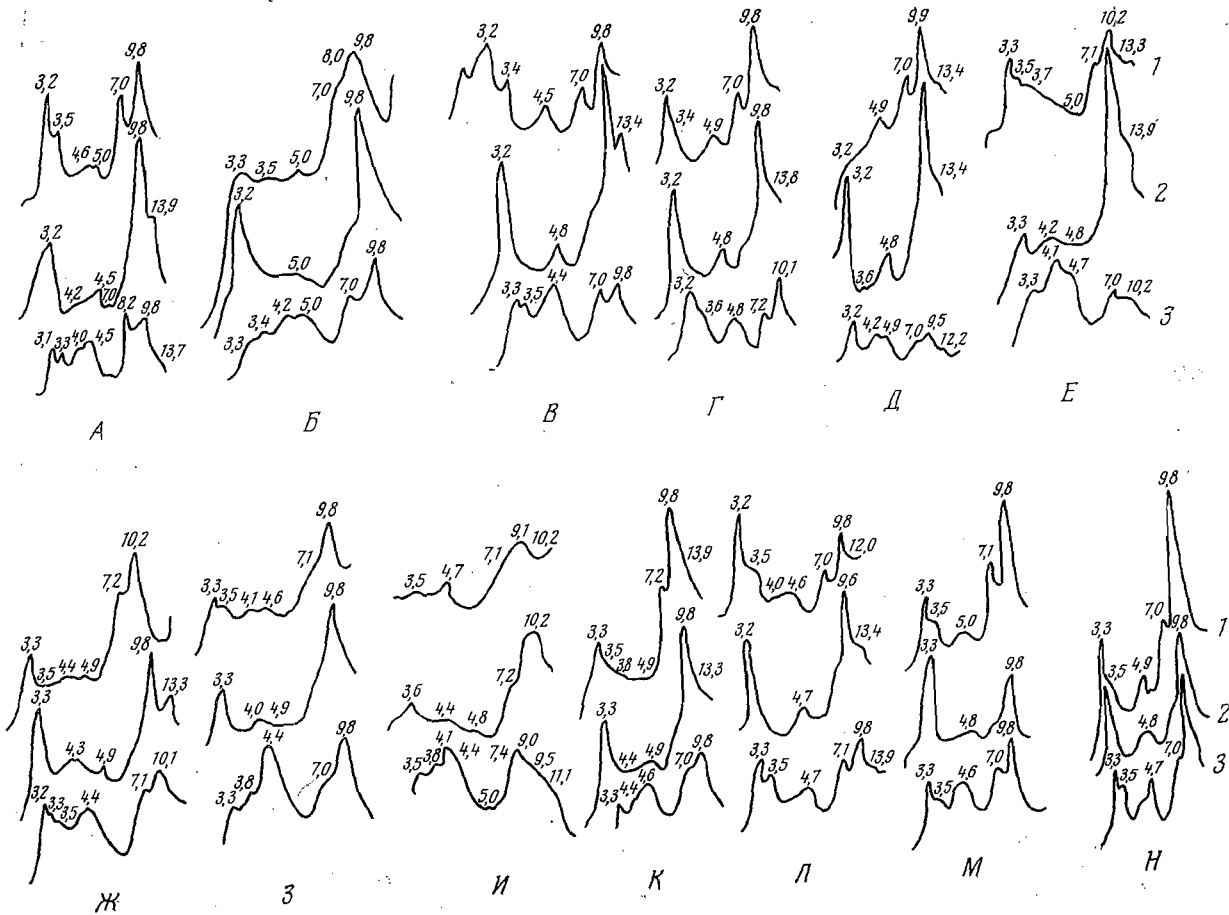 3,2 3,5 4,6 5,0 7,0 9,8
3,2 4,2 4,5 7,0 9,8 13,9
3,1 3,3 4,0 4,5 8,2 9,8 13,7
А
3,3 3,5 5,0 7,0 8,0 9,8
3,2 5,0 9,8
3,3 3,4 4,2 5,0 7,0 9,8
Б
3,2 3,4 4,5 7,0 9,8
3,2 4,8 13,4
3,3 3,5 4,4 7,0 9,8
В
3,2 3,4 4,9 7,0 9,8
3,2 4,8 9,8 13,8
3,2 3,6 4,8 7,2 10,1
Г
3,2 4,9 7,0 9,9 13,4
3,2 3,6 4,8 13,4
3,2 4,2 4,9 7,0 9,5 12,2
Д
3,3 3,5 3,7 5,0 7,1 10,2 13,3 1
3,3 4,2 4,8 13,9 2
3,3 4,1 4,7 7,0 10,2 3
Е
3,3 3,5 4,4 4,9 7,2 10,2
3,3 4,3 4,9 9,8 13,3
3,2 3,3 3,5 4,4 7,1 10,1
Ж
3,3 3,5 4,1 4,6 7,1 9,8
3,3 4,0 4,9 9,8
3,3 3,8 4,4 7,0 9,8
З
3,5 4,7 7,1 9,1 10,2
3,6 4,4 4,8 7,2 10,2
3,5 3,8 4,1 4,4 5,0 7,4 9,0 9,5 11,1
И
3,3 3,5 3,8 4,9 7,2 9,8 13,9
3,3 4,4 4,9 9,8 13,3
3,3 4,4 4,6 7,0 9,8
К
3,2 3,5 4,0 4,6 7,0 9,8 12,0
3,2 4,7 9,6 13,4
3,3 3,5 4,7 7,1 9,8 13,9
Л
3,3 3,5 5,0 7,1 9,8
3,3 4,8 9,8
3,3 3,5 4,6 7,0 9,8
М
3,3 3,5 4,9 7,0 9,8 1
4,8 9,8 2
3,3 3,5 4,7 7,0 3
Н